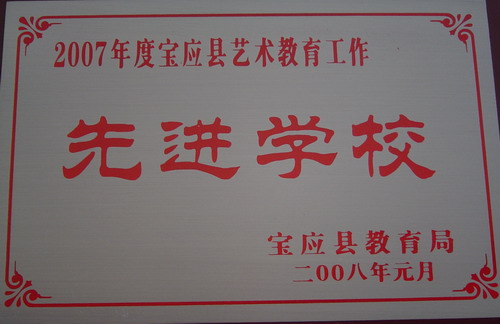 2007年度宝应县艺术教育工作
先进学校
宝应县教育局
二00八年元月